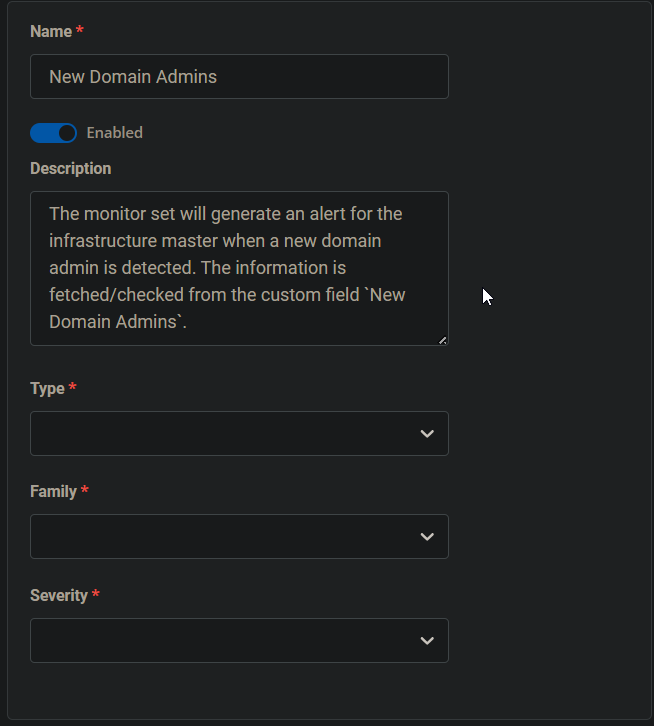 Name *
New Domain Admins
Enabled
Description
The monitor set will generate an alert for the
infrastructure master when a new domain
admin is detected. The information is
fetched/checked from the custom field `New
Domain Admins`.
Type *
Family *
Severity *